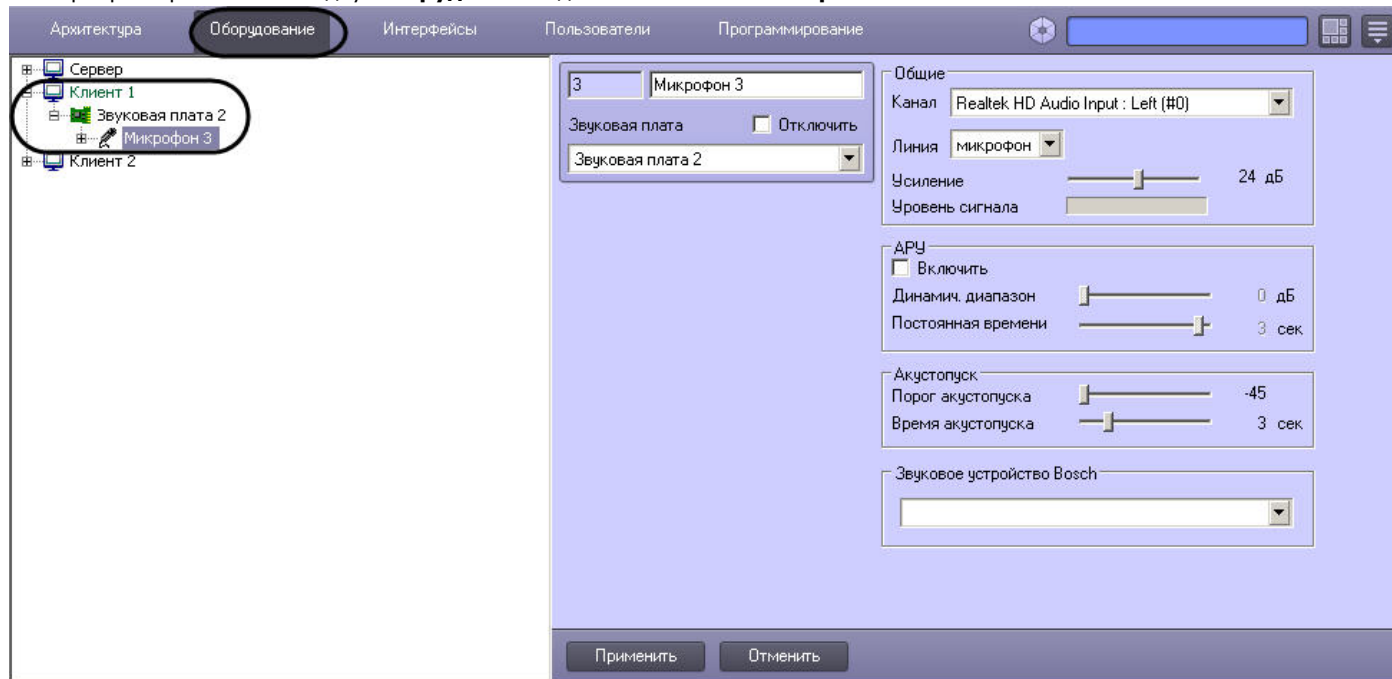 Архитектура Оборудование Интерфейсы Пользователи Программирование
Сервер
Клиент 1
Звуковая плата 2
Микрофон 3
Клиент 2
3 Микрофон 3
Звуковая плата Отключить
Звуковая плата 2
Общие
Канал Realtek HD Audio Input : Left (#0)
Линия микрофон
Усиление 24 дБ
Уровень сигнала
АРУ
Включить
Динамич. диапазон 0 дБ
Постоянная времени 3 сек
Акустопуск
Порог акустопуска -45
Время акустопуска 3 сек
Звуковое устройство Bosch
Применить Отменить